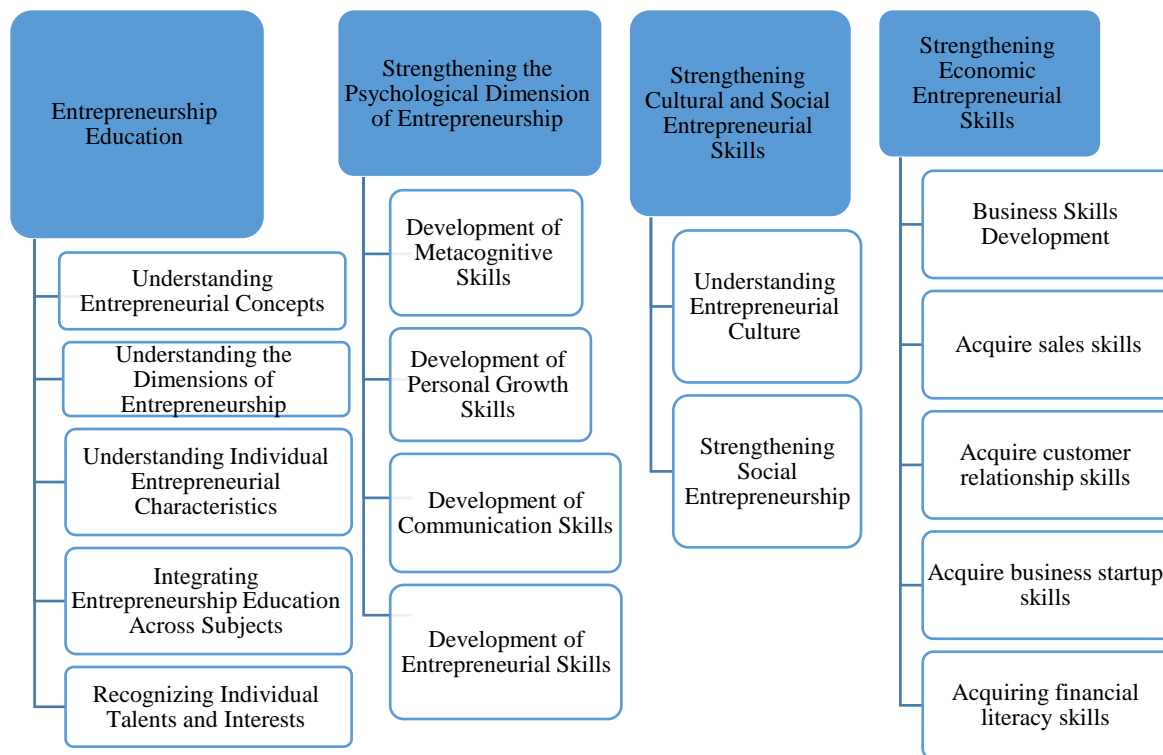 Entrepreneurship
Education
Understanding
Entrepreneurial Concepts
Understanding the
Dimensions of
Entrepreneurship
Understanding Individual
Entrepreneurial
Characteristics
Integrating
Entrepreneurship Education
Across Subjects
Recognizing Individual
Talents and Interests
Strengthening the
Psychological Dimension
of Entrepreneurship
Development of
Metacognitive
Skills
Development of
Personal Growth
Skills
Development of
Communication Skills
Development of
Entrepreneurial Skills
Strengthening
Cultural and Social
Entrepreneurial
Skills
Understanding
Entrepreneurial
Culture
Strengthening
Social
Entrepreneurship
Strengthening
Economic
Entrepreneurial
Skills
Business Skills
Development
Acquire sales skills
Acquire customer
relationship skills
Acquire business startup
skills
Acquiring financial
literacy skills